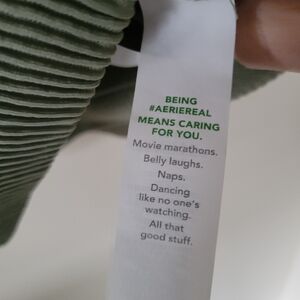 BEING
#AERIEREAL
MEANS CARING
FOR YOU.
Movie marathons.
Belly laughs.
Naps.
Dancing
like no one's
watching.
All that
good stuff.